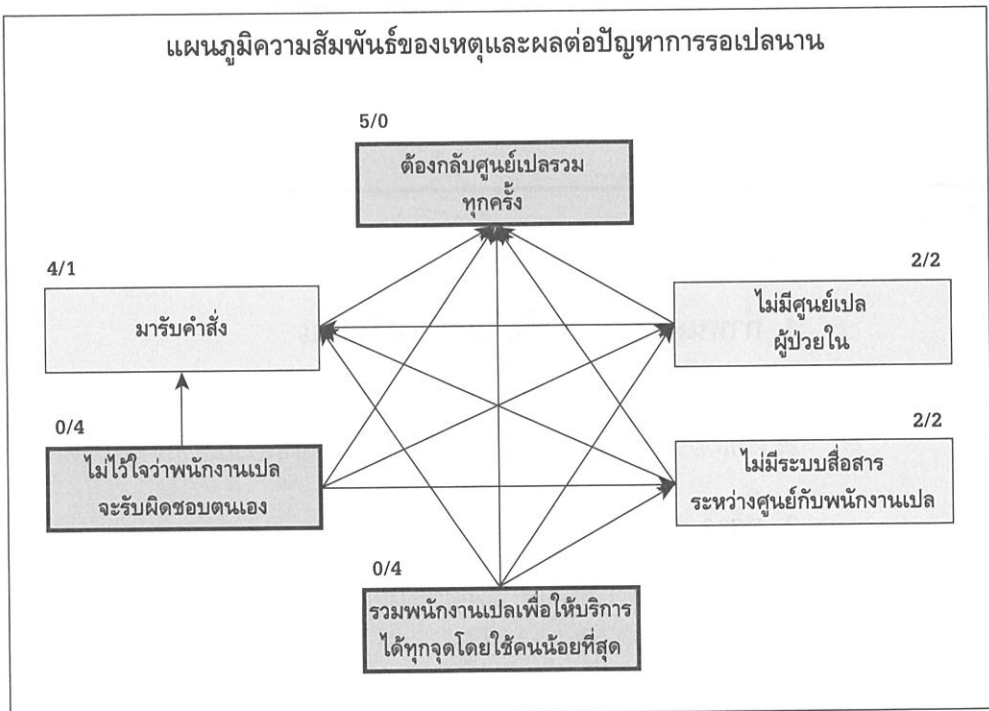 แผนภูมิความสัมพันธ์ของเหตุและผลต่อปัญหาการรอเปลนาน
5/0
ต้องกลับศูนย์เปลรวม
ทุกครั้ง
4/1
มารับคำสั่ง
2/2
ไม่มีศูนย์เปล
ผู้ป่วยใน
0/4
ไม่ไว้ใจว่าพนักงานเปล
จะรับผิดชอบตนเอง
2/2
ไม่มีระบบสื่อสาร
ระหว่างศูนย์กับพนักงานเปล
0/4
รวมพนักงานเปลเพื่อให้บริการ
ได้ทุกจุดโดยใช้คนน้อยที่สุด